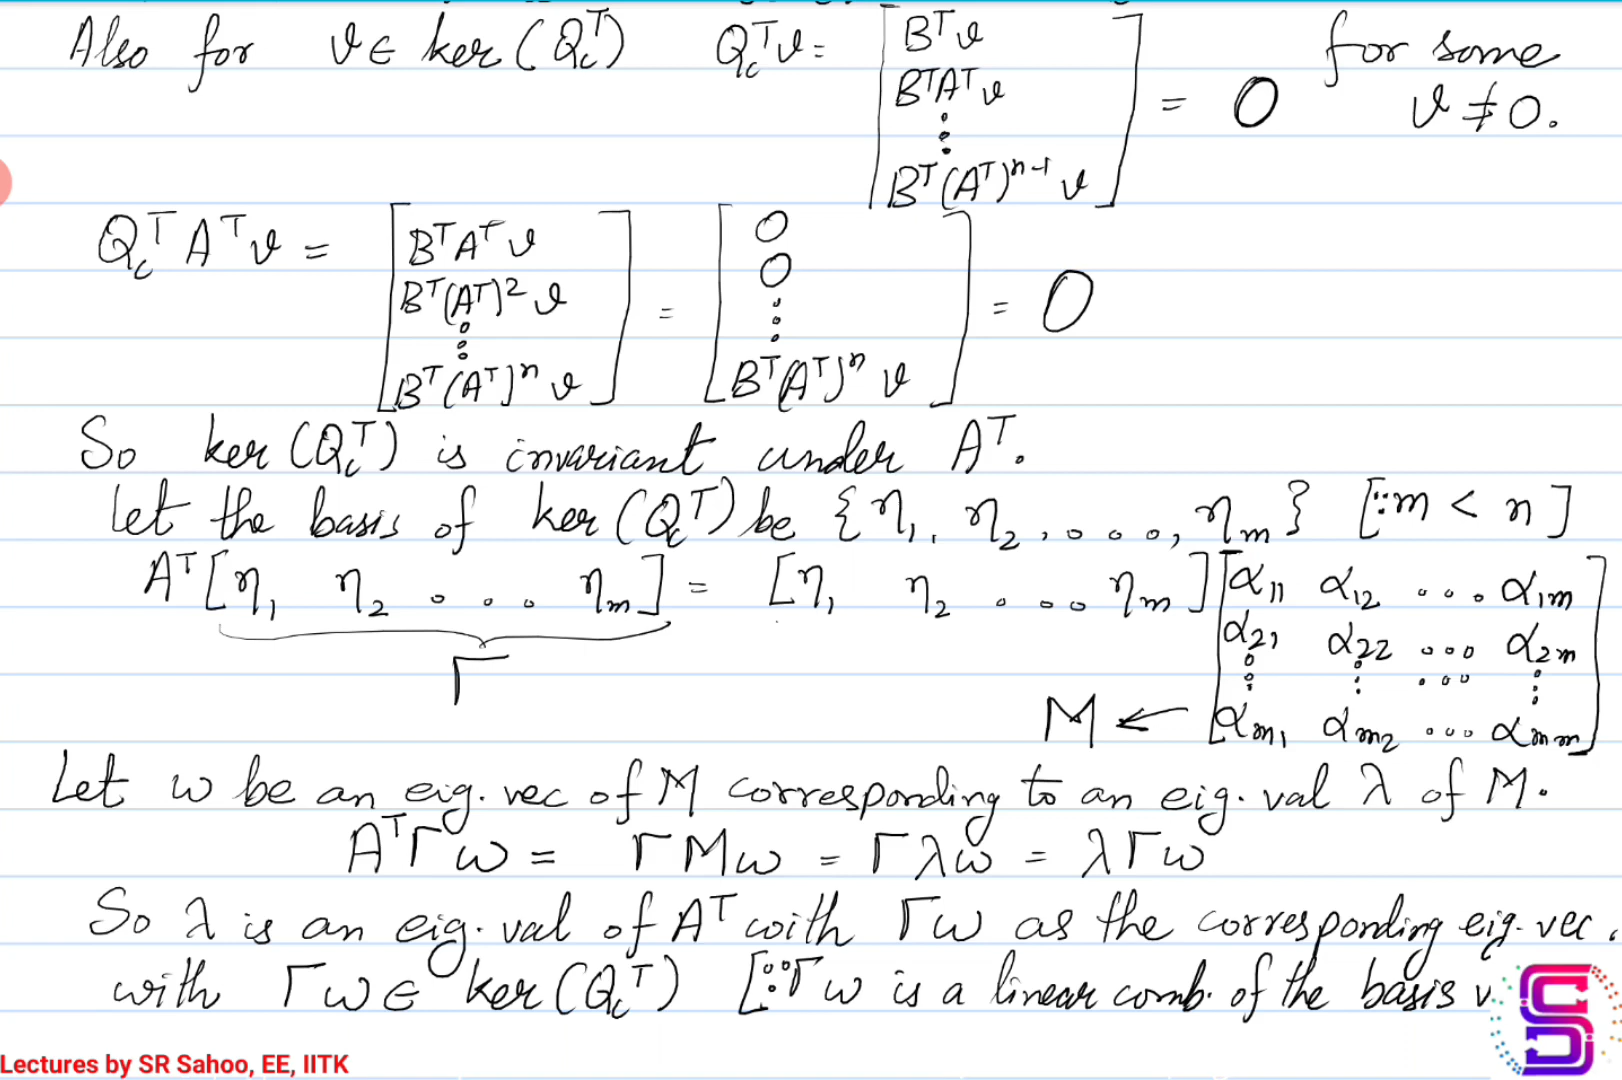 Also for v ∈ ker(Q_c^T) Q_c^T v = [B^T v; B^T A^T v; ⋮; B^T (A^T)^{n-1} v] = 0 for some v ≠ 0.
Q_c^T A^T v = [B^T A^T v; B^T (A^T)^2 v; ⋮; B^T (A^T)^n v] = [0; 0; ⋮; B^T (A^T)^n v] = 0
So ker(Q_c^T) is invariant under A^T.
let the basis of ker(Q_c^T) be {η_1, η_2, ..., η_m} [∵ m < n]
A^T [η_1 η_2 ... η_m] = [η_1 η_2 ... η_m] [α_11 α_12 ... α_1m; α_21 α_22 ... α_2m; ⋮ ⋮ ... ⋮; α_m1 α_m2 ... α_mm]
Γ
M ←
Let w be an eig. vec of M corresponding to an eig. val λ of M.
A^T Γ w = Γ M w = Γ λ w = λ Γ w
So λ is an eig. val of A^T with Γw as the corresponding eig. vec.
with Γw ∈ ker(Q_c^T) [∵ Γw is a linear comb. of the basis v.
Lectures by SR Sahoo, EE, IITK